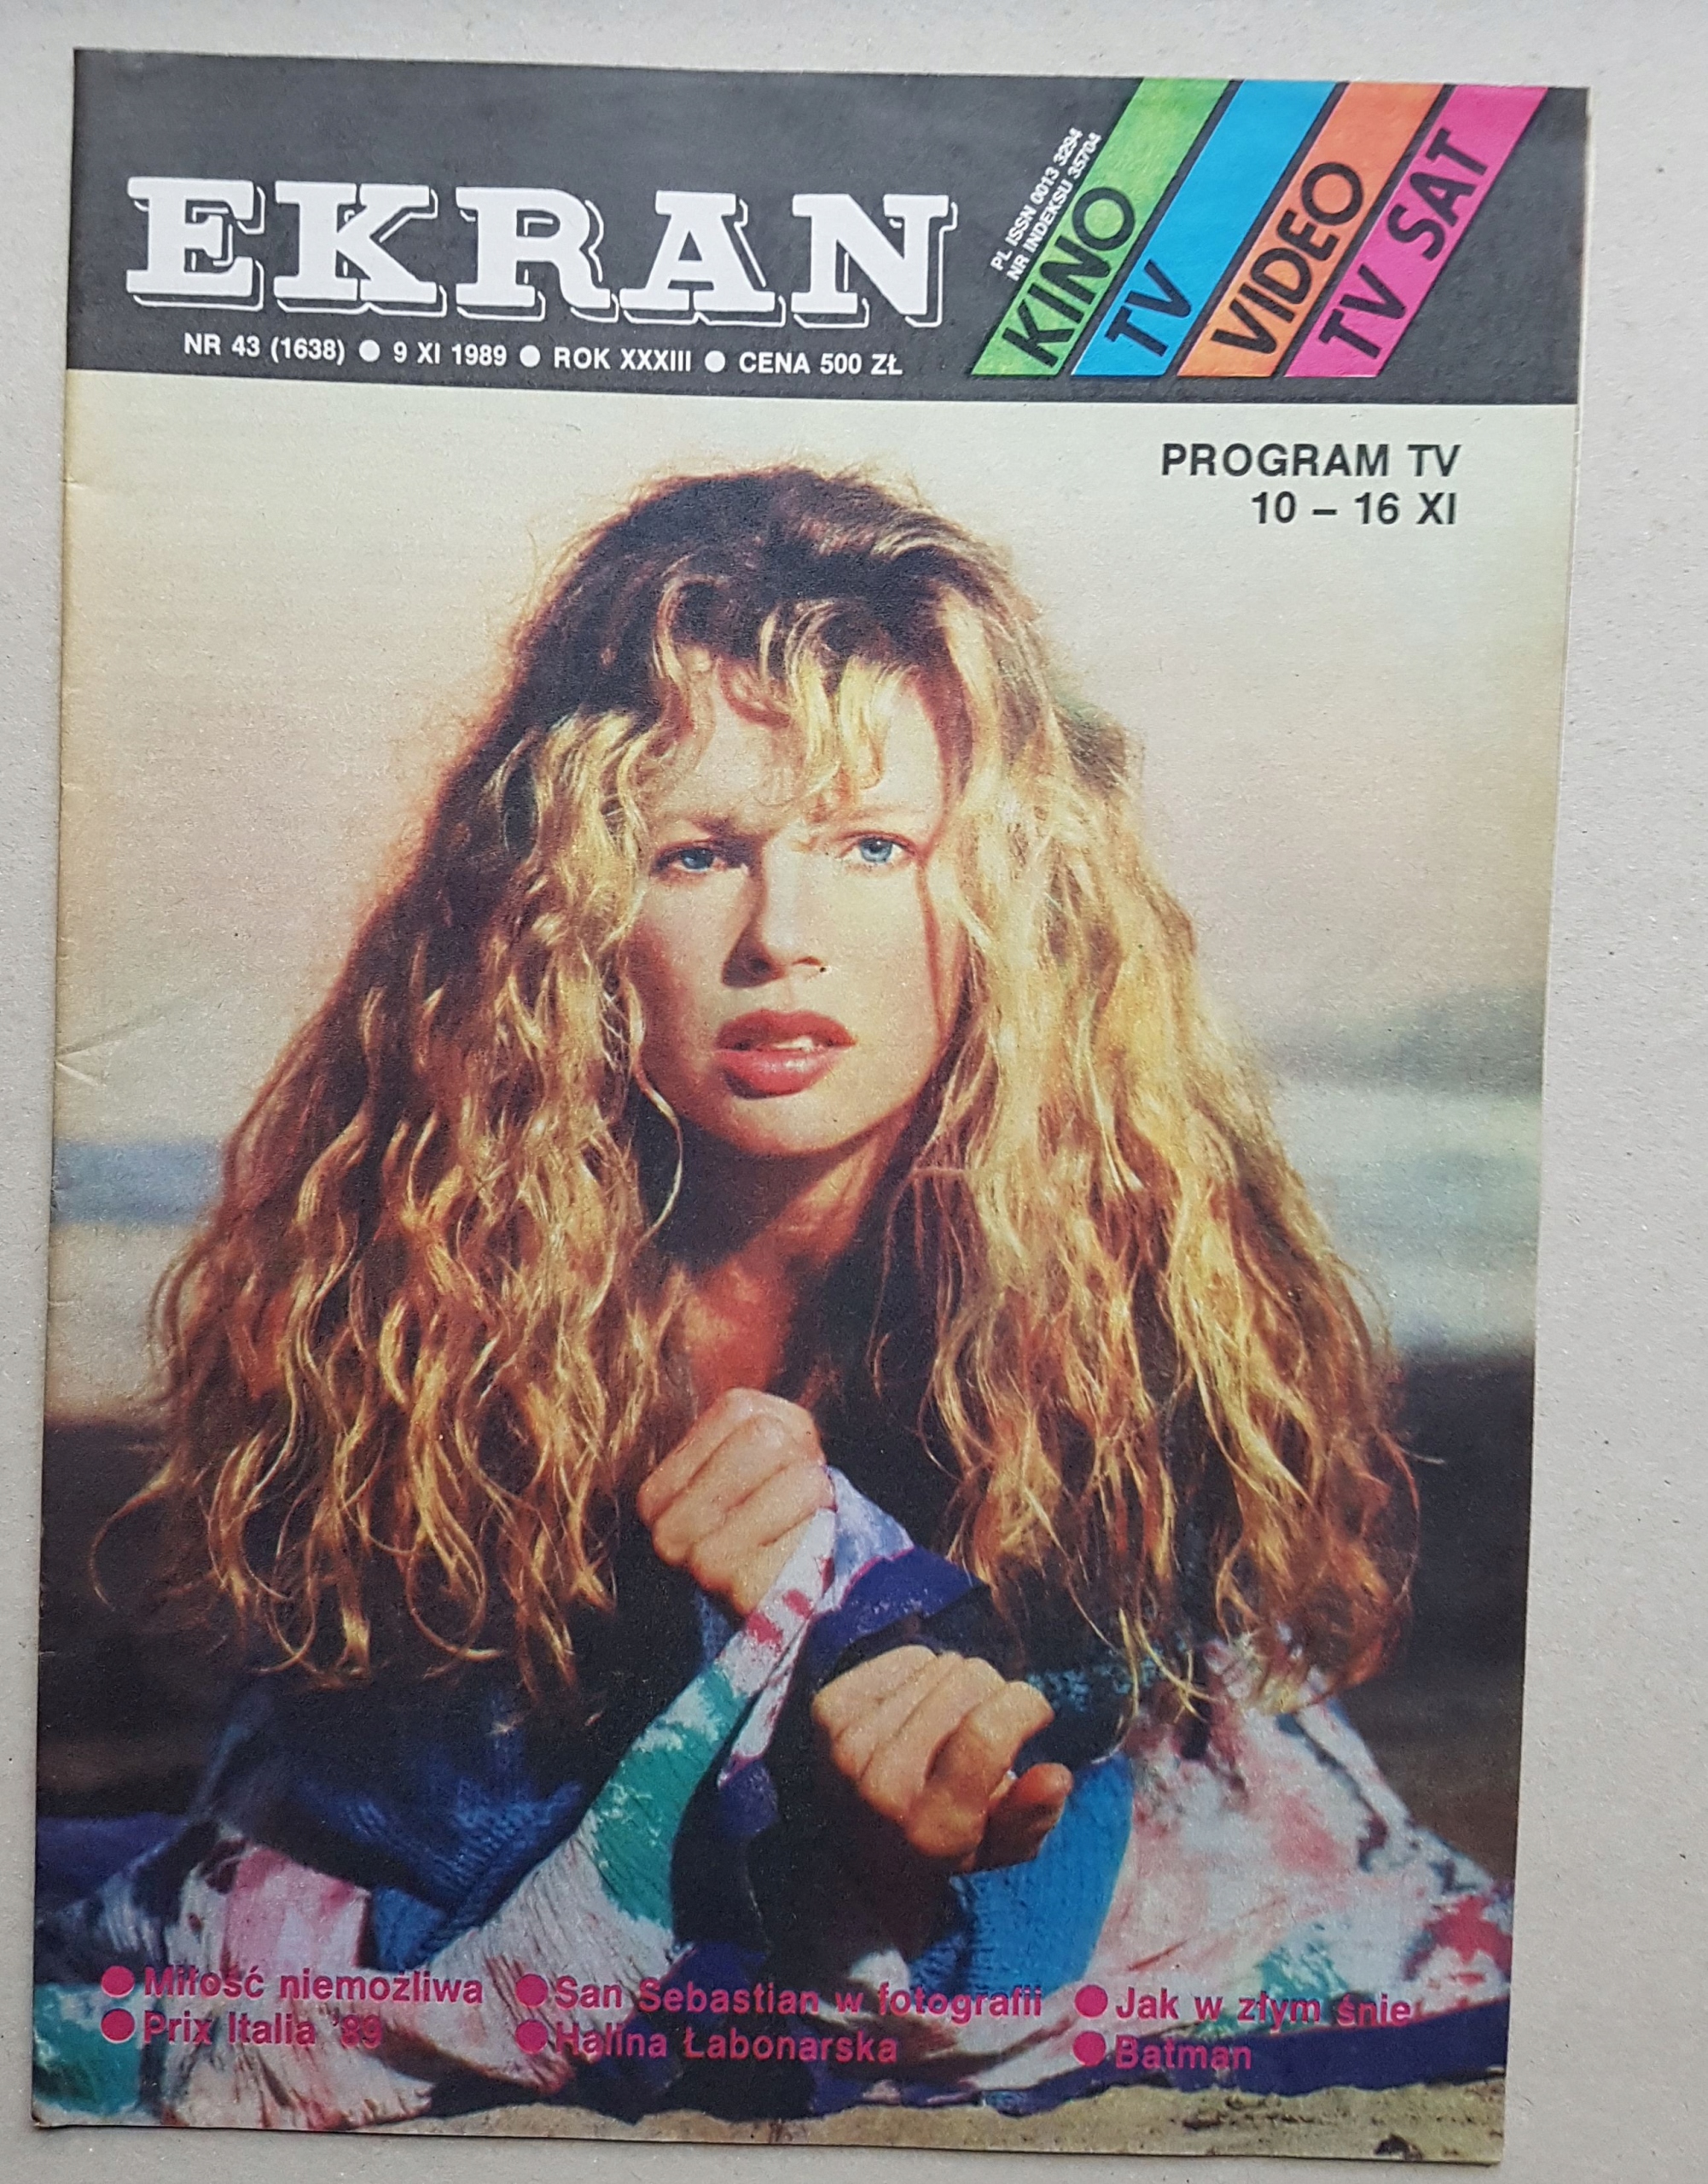 EKRAN
NR 43 (1638) ● 9 XI 1989 ● ROK XXXIII ● CENA 500 ZŁ
PL ISSN 0013 3294
NR INDEKSU 35704
KINO
TV
VIDEO
TV SAT
PROGRAM TV
10 – 16 XI
● Miłość niemożliwa
● Prix Italia '89
● San Sebastian w fotografii
● Halina Łabonarska
● Jak w złym śnie
● Batman